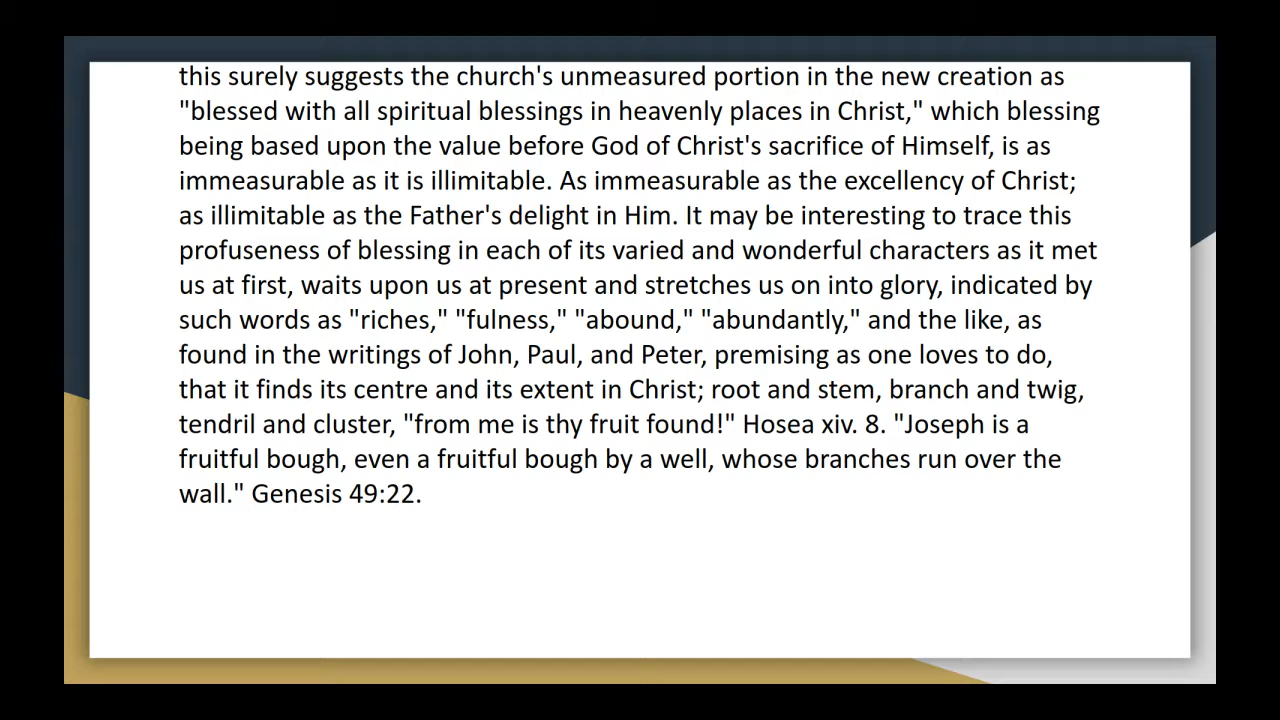 this surely suggests the church's unmeasured portion in the new creation as
"blessed with all spiritual blessings in heavenly places in Christ," which blessing
being based upon the value before God of Christ's sacrifice of Himself, is as
immeasurable as it is illimitable. As immeasurable as the excellency of Christ;
as illimitable as the Father's delight in Him. It may be interesting to trace this
profuseness of blessing in each of its varied and wonderful characters as it met
us at first, waits upon us at present and stretches us on into glory, indicated by
such words as "riches," "fulness," "abound," "abundantly," and the like, as
found in the writings of John, Paul, and Peter, premising as one loves to do,
that it finds its centre and its extent in Christ; root and stem, branch and twig,
tendril and cluster, "from me is thy fruit found!" Hosea xiv. 8. "Joseph is a
fruitful bough, even a fruitful bough by a well, whose branches run over the
wall." Genesis 49:22.